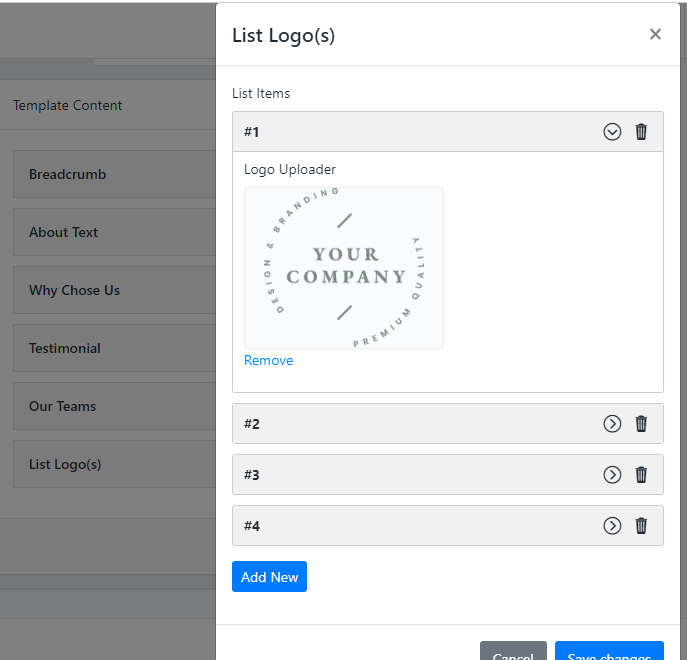 List Logo(s)
×
Template Content
List Items
#1
Logo Uploader
DESIGN & BRANDING
YOUR
COMPANY
PREMIUM QUALITY
Remove
Breadcrumb
About Text
Why Chose Us
Testimonial
Our Teams
List Logo(s)
#2
#3
#4
Add New
Cancel
Save changes